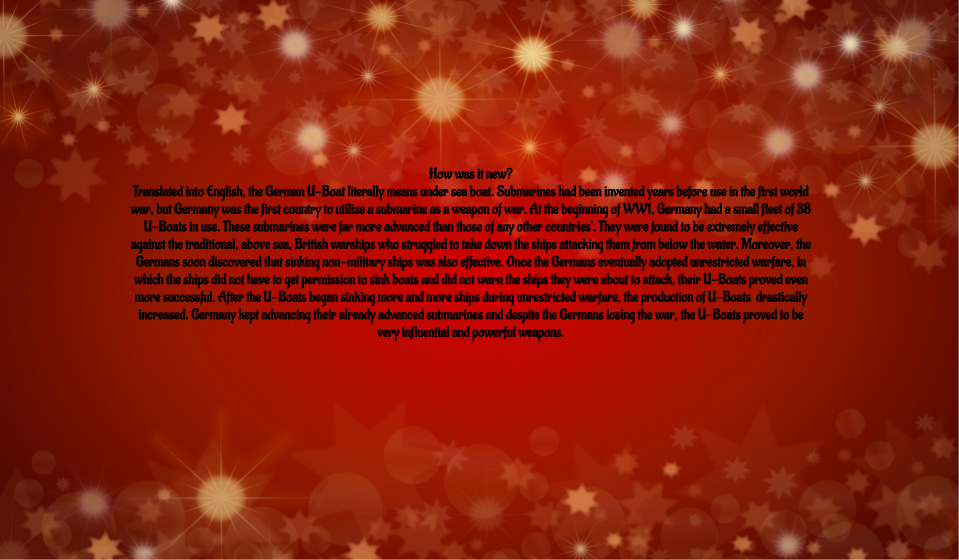 How was it new?
Translated into English, the German U-Boat literally means under sea boat. Submarines had been invented years before use in the first world
war, but Germany was the first country to utilize a submarine as a weapon of war. At the beginning of WW1, Germany had a small fleet of 38
U-Boats in use. These submarines were far more advanced than those of any other countries'. They were found to be extremely effective
against the traditional, above sea, British warships who struggled to take down the ships attacking them from below the water. Moreover, the
Germans soon discovered that sinking non-military ships was also effective. Once the Germans eventually adopted unrestricted warfare, in
which the ships did not have to get permission to sink boats and did not warn the ships they were about to attack, their U-Boats proved even
more successful. After the U-Boats began sinking more and more ships during unrestricted warfare, the production of U-Boats  drastically
increased. Germany kept advancing their already advanced submarines and despite the Germans losing the war, the U-Boats proved to be
very influential and powerful weapons.